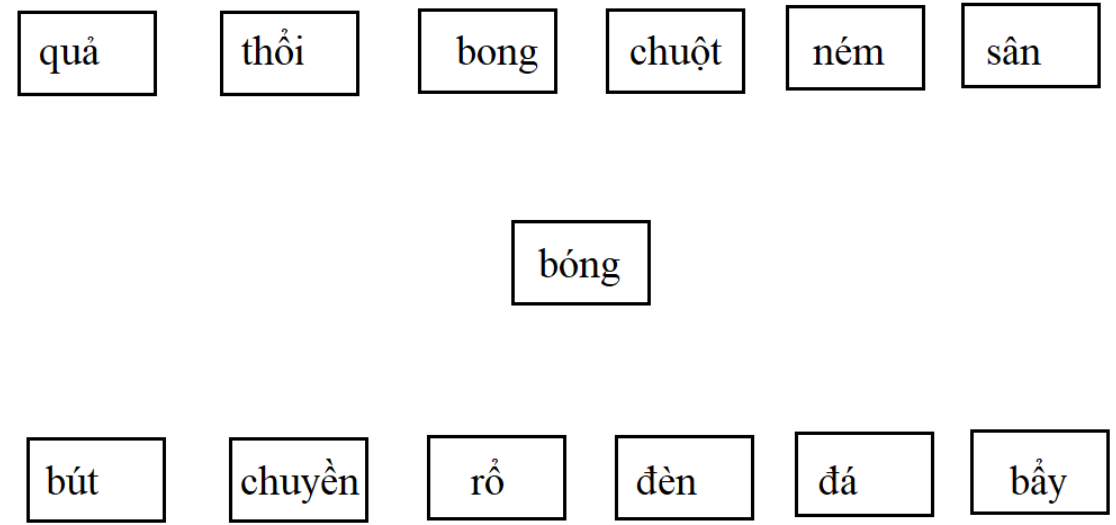 quả thổi bong chuột ném sân
bóng
bút chuyền rổ đèn đá bẩy